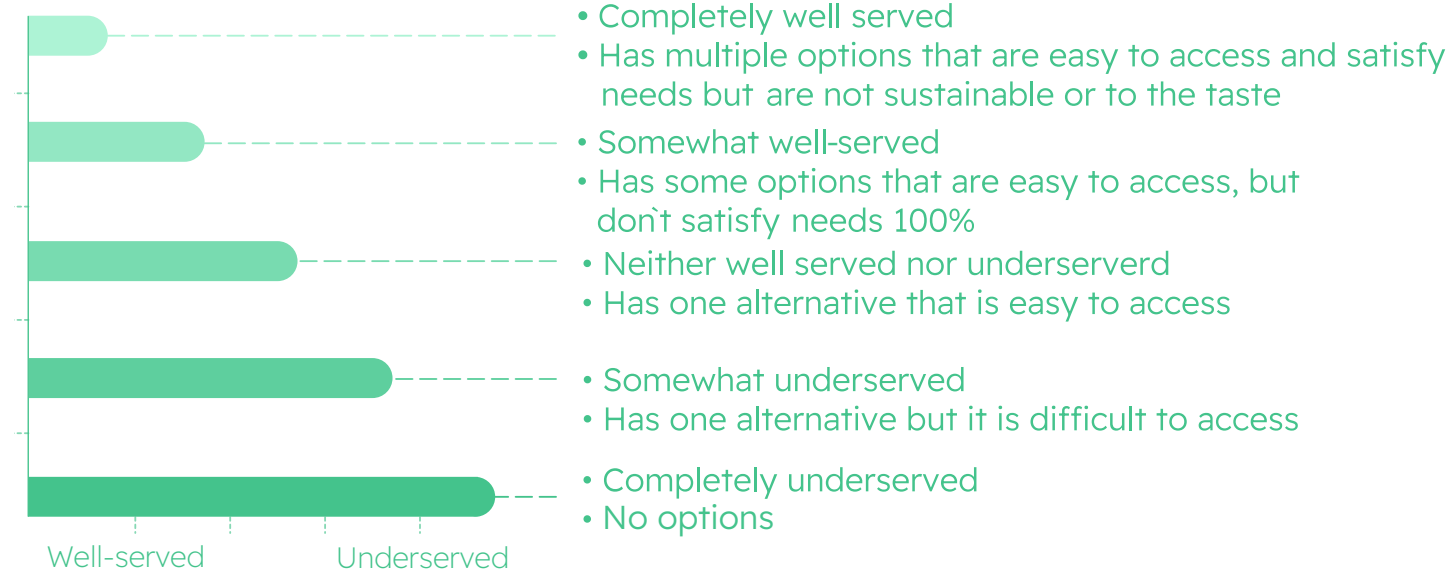 • Completely well served
• Has multiple options that are easy to access and satisfy
needs but are not sustainable or to the taste
• Somewhat well-served
• Has some options that are easy to access, but
don`t satisfy needs 100%
• Neither well served nor underserverd
• Has one alternative that is easy to access
• Somewhat underserved
• Has one alternative but it is difficult to access
• Completely underserved
• No options
Well-served
Underserved